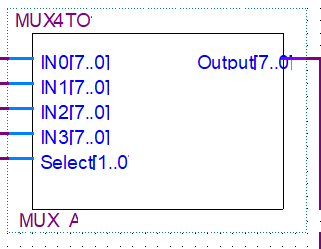 MUX4TO
IN0[7..0]
Output[7..0]
IN1[7..0]
IN2[7..0]
IN3[7..0]
Select[1..0
MUX_A